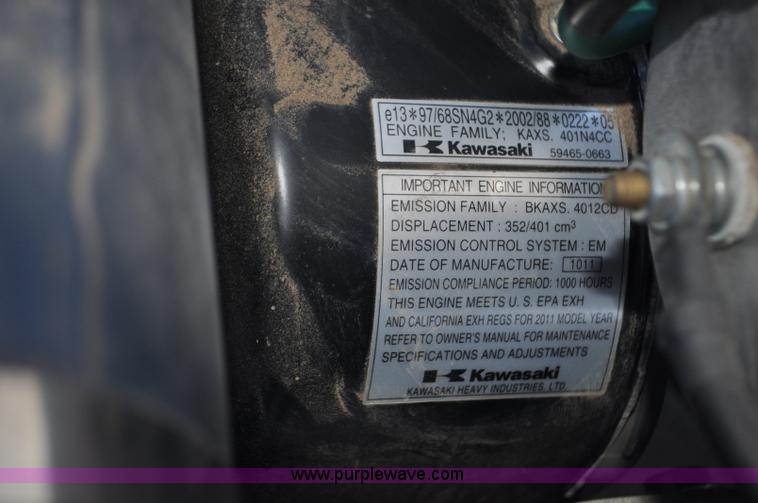 e13*97/68SN4G2*2002/88*0222*05
ENGINE FAMILY; KAXS. 401N4CC
Kawasaki 59465-0663
IMPORTANT ENGINE INFORMATION
EMISSION FAMILY : BKAXS. 4012CD
DISPLACEMENT : 352/401 cm3
EMISSION CONTROL SYSTEM : EM
DATE OF MANUFACTURE: 1011
EMISSION COMPLIANCE PERIOD: 1000 HOURS
THIS ENGINE MEETS U. S. EPA EXH
AND CALIFORNIA EXH REGS FOR 2011 MODEL YEAR
REFER TO OWNER'S MANUAL FOR MAINTENANCE
SPECIFICATIONS AND ADJUSTMENTS
Kawasaki
KAWASAKI HEAVY INDUSTRIES, LTD.
www.purplewave.com